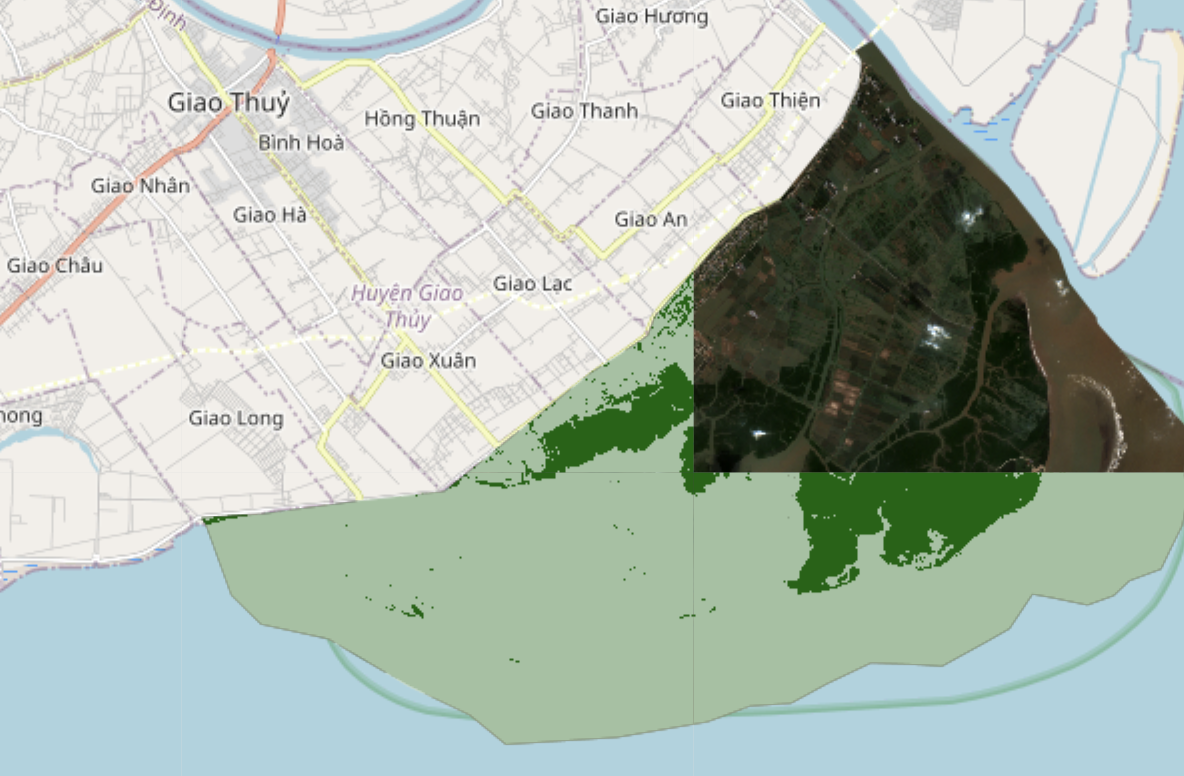 Định
Giao Hương
Giao Thuỷ
Giao Thiện
Giao Thanh
Hồng Thuận
Bình Hoà
Giao Nhân
Giao Hà
Giao An
Giao Châu
Giao Lạc
Huyện Giao
Thủy
Giao Xuân
hong
Giao Long